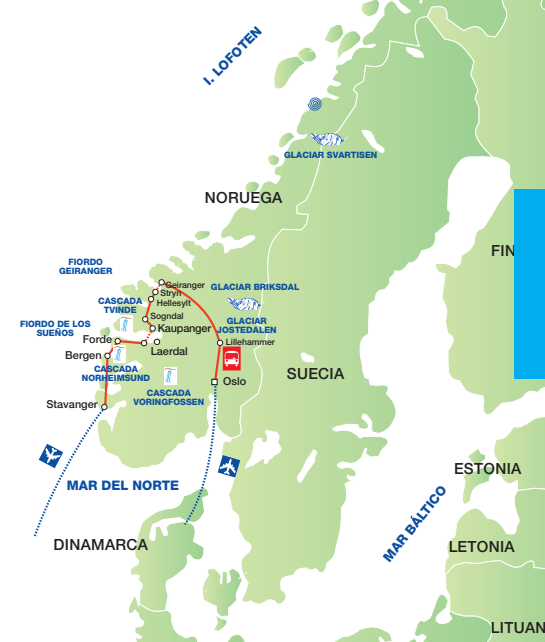 I. LOFOTEN
GLACIAR SVARTISEN
NORUEGA
FIN
FIORDO
GEIRANGER
Geiranger
Stryn
Hellesylt
GLACIAR BRIKSDAL
CASCADA
TVINDE
Sogndal
Kaupanger
GLACIAR
JOSTEDALEN
FIORDO DE LOS
SUEÑOS
Forde
Laerdal
Lillehammer
Bergen
CASCADA
NORHEIMSUND
CASCADA
VORINGFOSSEN
Oslo
SUECIA
Stavanger
MAR DEL NORTE
ESTONIA
MAR BÁLTICO
DINAMARCA
LETONIA
LITUAN